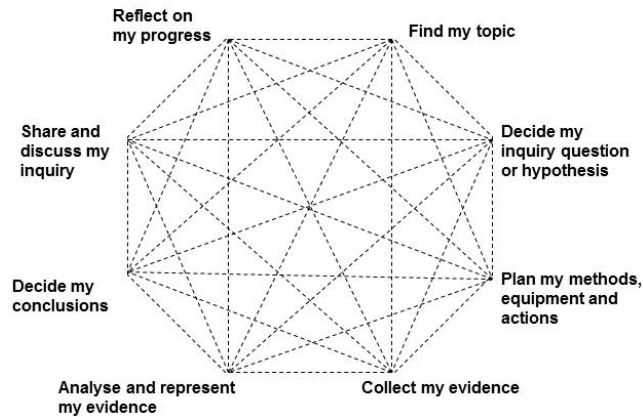 Reflect on
my progress
Find my topic
Share and
discuss my
inquiry
Decide my
inquiry question
or hypothesis
Decide my
conclusions
Plan my methods,
equipment and
actions
Analyse and represent
my evidence
Collect my evidence